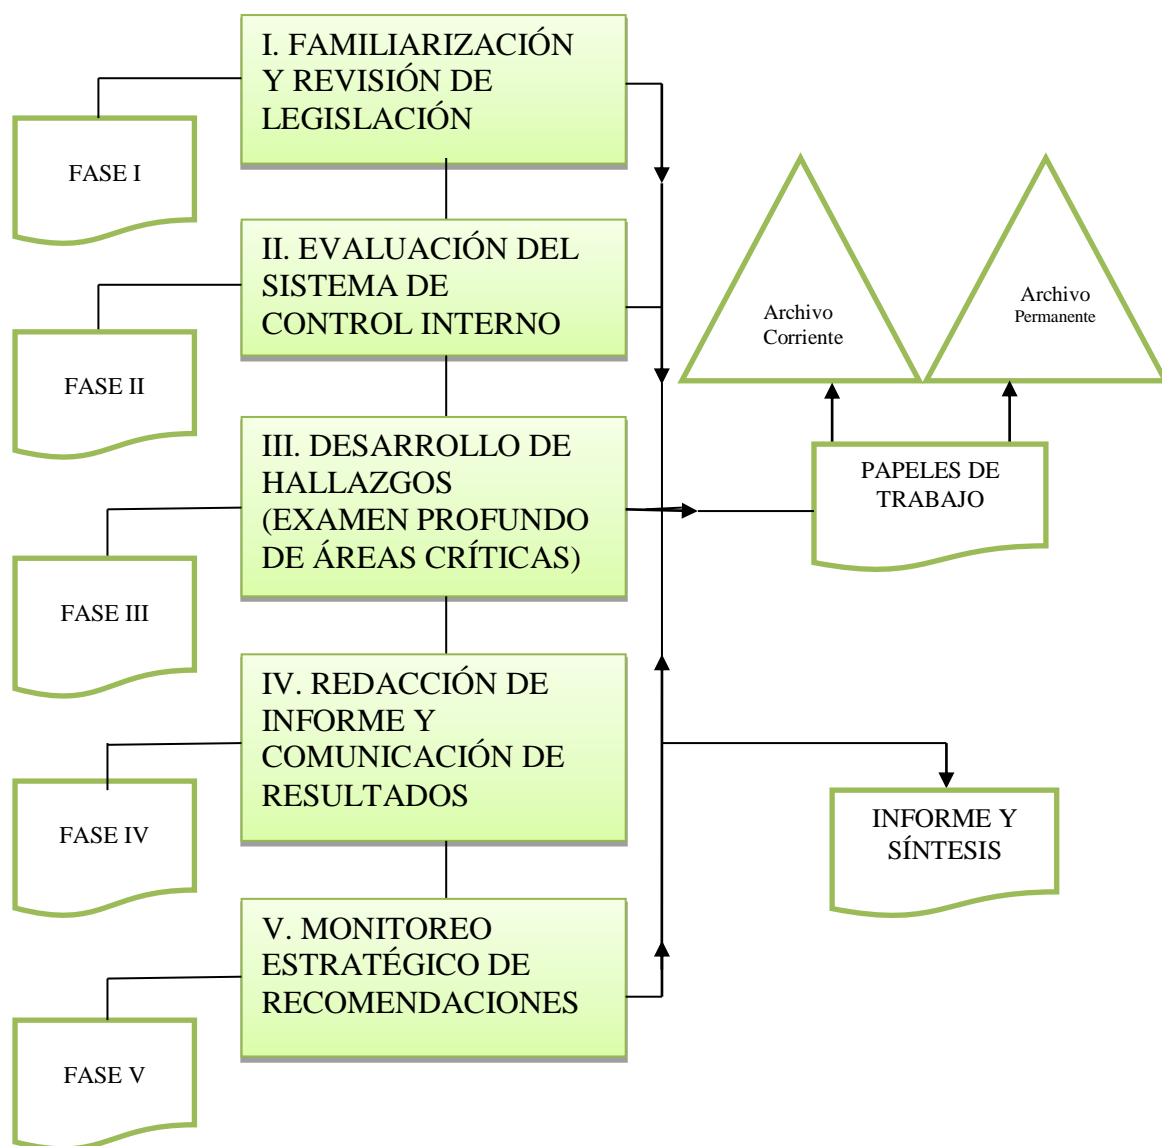 I. FAMILIARIZACIÓN
Y REVISIÓN DE
LEGISLACIÓN
FASE I
II. EVALUACIÓN DEL
SISTEMA DE
CONTROL INTERNO
FASE II
Archivo
Corriente
Archivo
Permanente
III. DESARROLLO DE
HALLAZGOS
(EXAMEN PROFUNDO
DE ÁREAS CRÍTICAS)
FASE III
PAPELES DE
TRABAJO
IV. REDACCIÓN DE
INFORME Y
COMUNICACIÓN DE
RESULTADOS
FASE IV
INFORME Y
SÍNTESIS
V. MONITOREO
ESTRATÉGICO DE
RECOMENDACIONES
FASE V